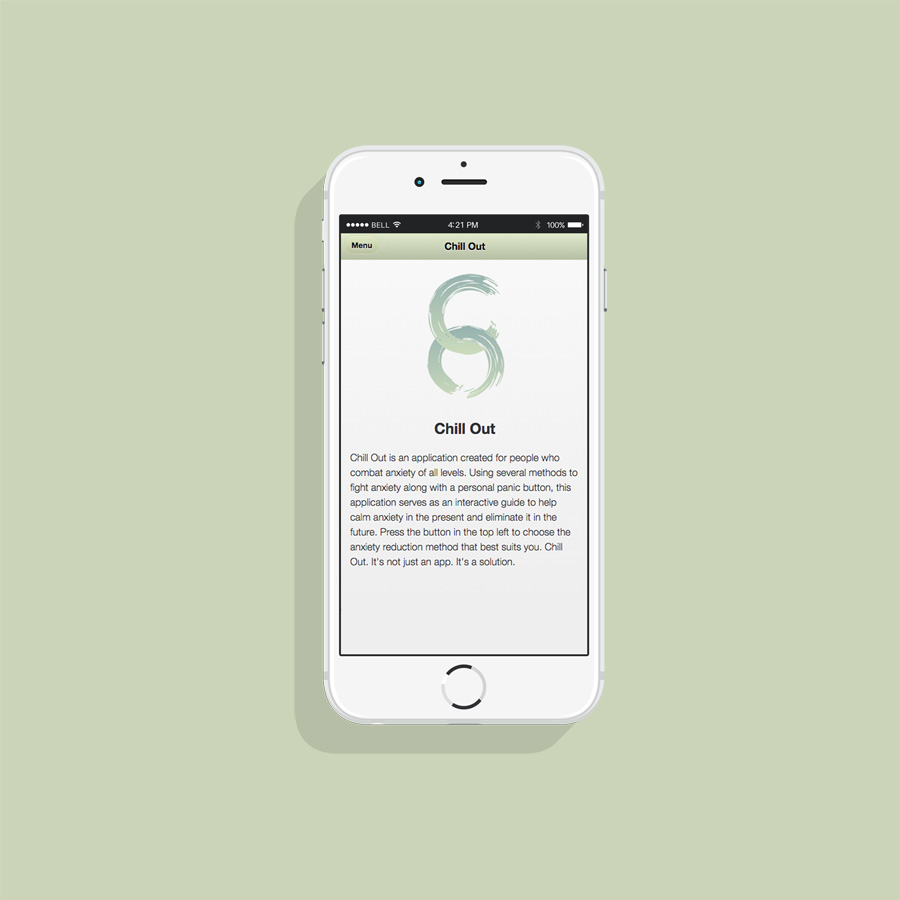 BELL 4:21 PM 100%
Menu Chill Out
Chill Out
Chill Out is an application created for people who
combat anxiety of all levels. Using several methods to
fight anxiety along with a personal panic button, this
application serves as an interactive guide to help
calm anxiety in the present and eliminate it in the
future. Press the button in the top left to choose the
anxiety reduction method that best suits you. Chill
Out. It's not just an app. It's a solution.